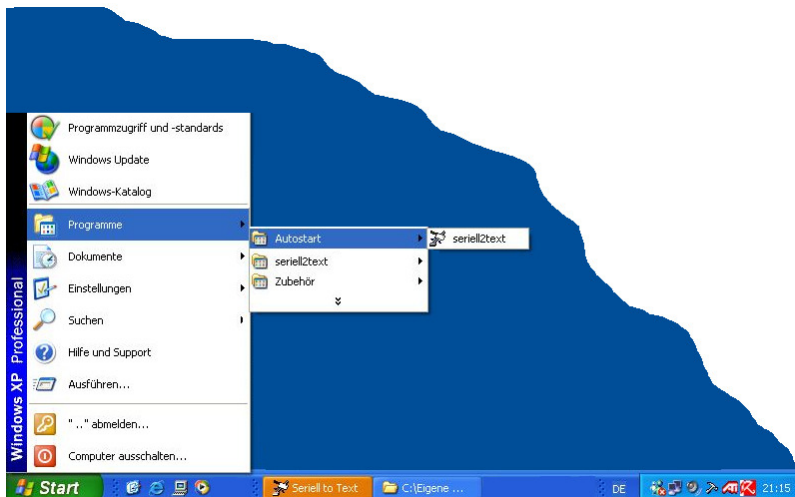 Programmzugriff und -standards
Windows Update
Windows-Katalog
Programme
Dokumente
Einstellungen
Suchen
Hilfe und Support
Ausführen...
" .." abmelden...
Computer ausschalten...
Windows XP Professional
Autostart
seriell2text
Zubehör
seriell2text
Start
Seriell to Text
C:\Eigene ...
DE
ATI
21:15